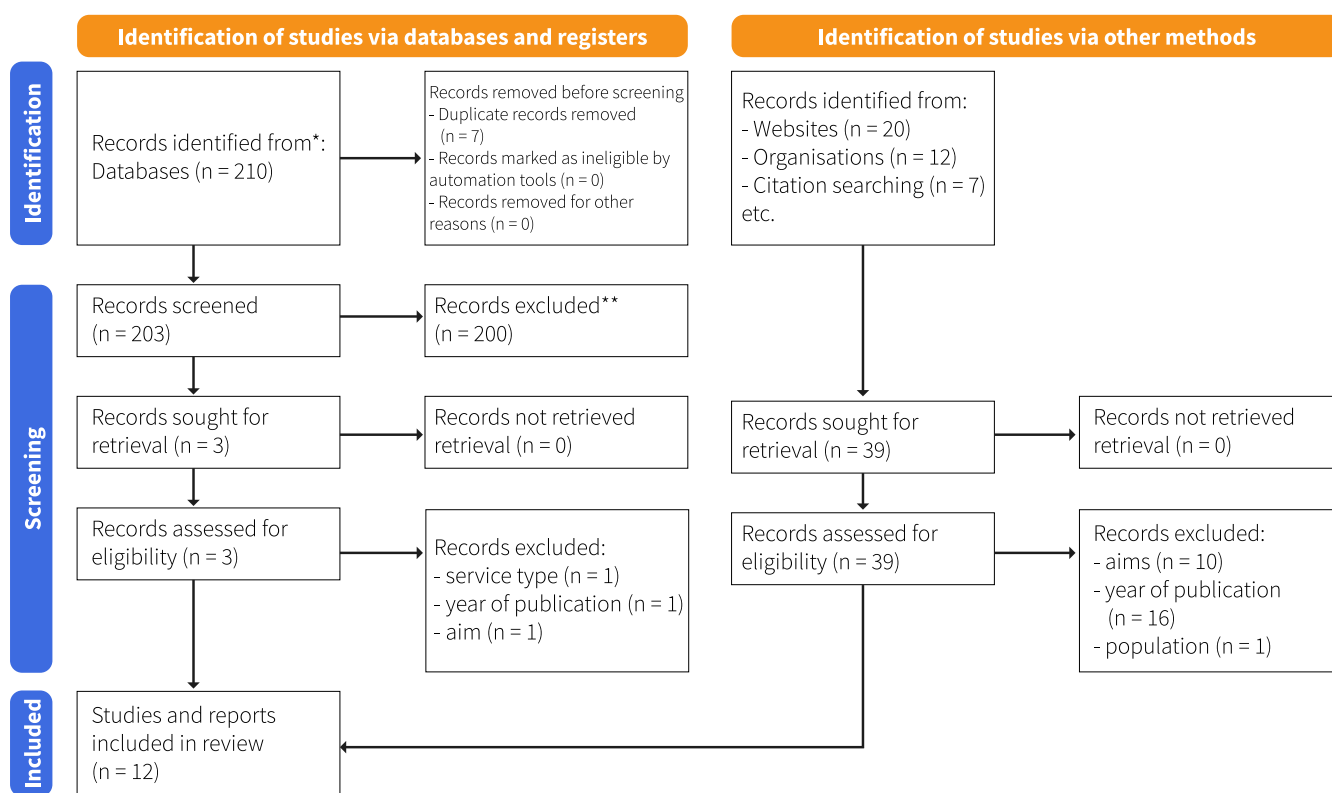 Identification of studies via databases and registers
Identification of studies via other methods
Identification
Records identified from*:
Databases (n = 210)
Records removed before screening
- Duplicate records removed
(n = 7)
- Records marked as ineligible by
automation tools (n = 0)
- Records removed for other
reasons (n = 0)
Records identified from:
- Websites (n = 20)
- Organisations (n = 12)
- Citation searching (n = 7)
etc.
Screening
Records screened
(n = 203)
Records excluded**
(n = 200)
Records sought for
retrieval (n = 3)
Records not retrieved
retrieval (n = 0)
Records sought for
retrieval (n = 39)
Records not retrieved
retrieval (n = 0)
Records assessed for
eligibility (n = 3)
Records excluded:
- service type (n = 1)
- year of publication (n = 1)
- aim (n = 1)
Records assessed for
eligibility (n = 39)
Records excluded:
- aims (n = 10)
- year of publication
(n = 16)
- population (n = 1)
Included
Studies and reports
included in review
(n = 12)